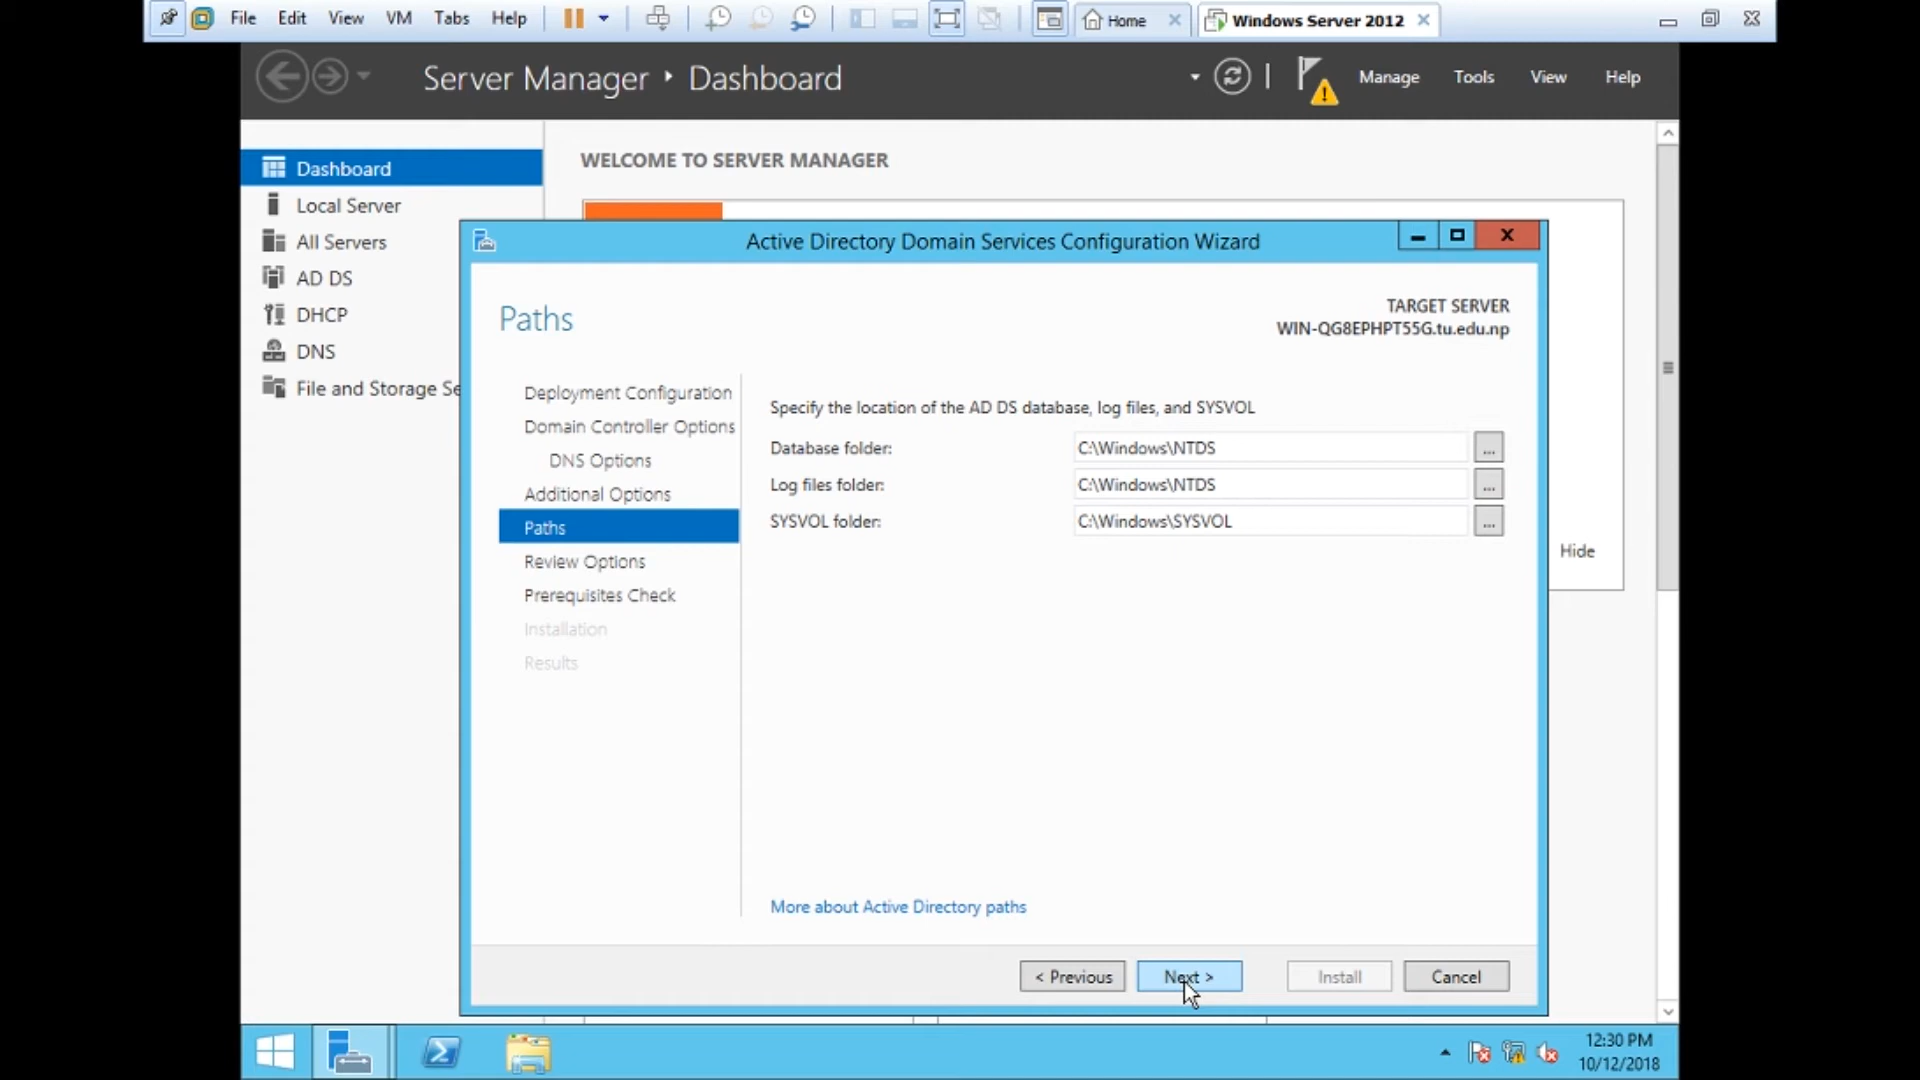 File Edit View VM Tabs Help Home Windows Server 2012
Server Manager Dashboard Manage Tools View Help
Dashboard
Local Server
All Servers
AD DS
DHCP
DNS
File and Storage Se
WELCOME TO SERVER MANAGER
Active Directory Domain Services Configuration Wizard
Paths
TARGET SERVER
WIN-QG8EPHPT55G.tu.edu.np
Deployment Configuration
Domain Controller Options
DNS Options
Additional Options
Paths
Review Options
Prerequisites Check
Installation
Results
Specify the location of the AD DS database, log files, and SYSVOL
Database folder: C:\Windows\NTDS ...
Log files folder: C:\Windows\NTDS ...
SYSVOL folder: C:\Windows\SYSVOL ...
Hide
More about Active Directory paths
< Previous Next > Install Cancel
12:30 PM
10/12/2018